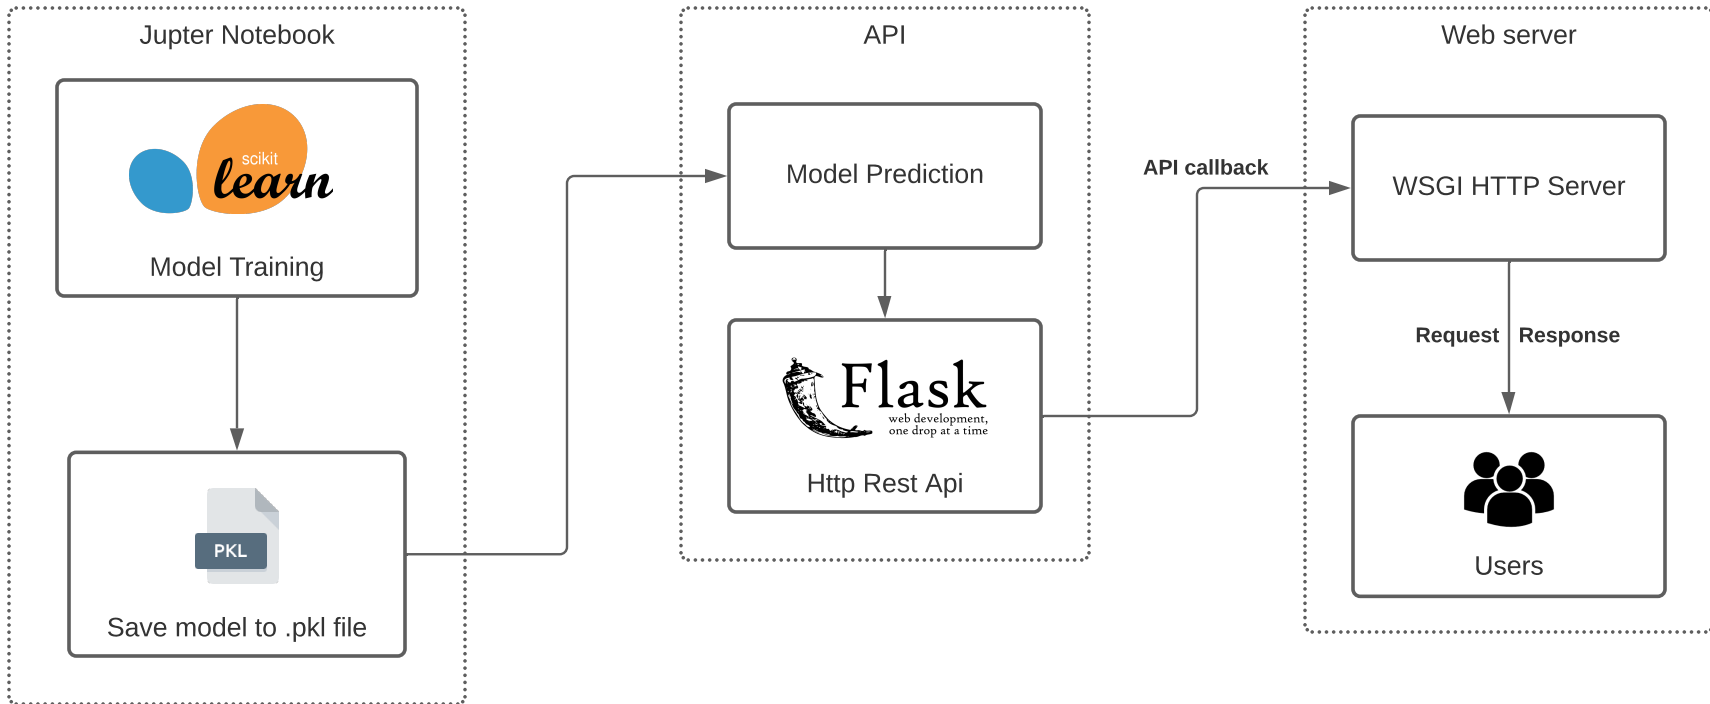 Jupter Notebook
scikit
learn
Model Training
PKL
Save model to .pkl file
API
Model Prediction
Flask
web development,
one drop at a time
Http Rest Api
API callback
Web server
WSGI HTTP Server
Request Response
Users